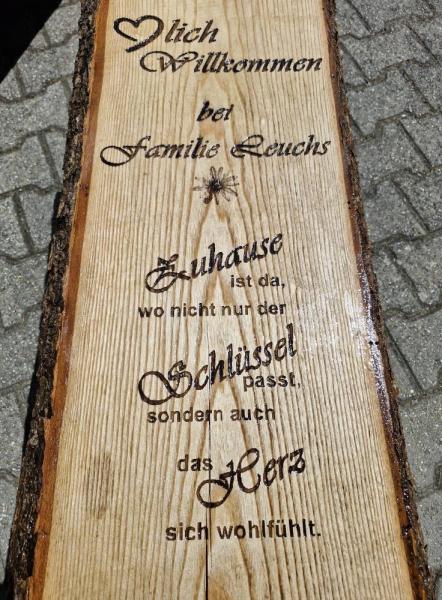 lich
Willkommen
bei
Familie Leuchs
Zuhause
ist da,
wo nicht nur der
Schlüssel
passt,
sondern auch
das Herz
sich wohlfühlt.